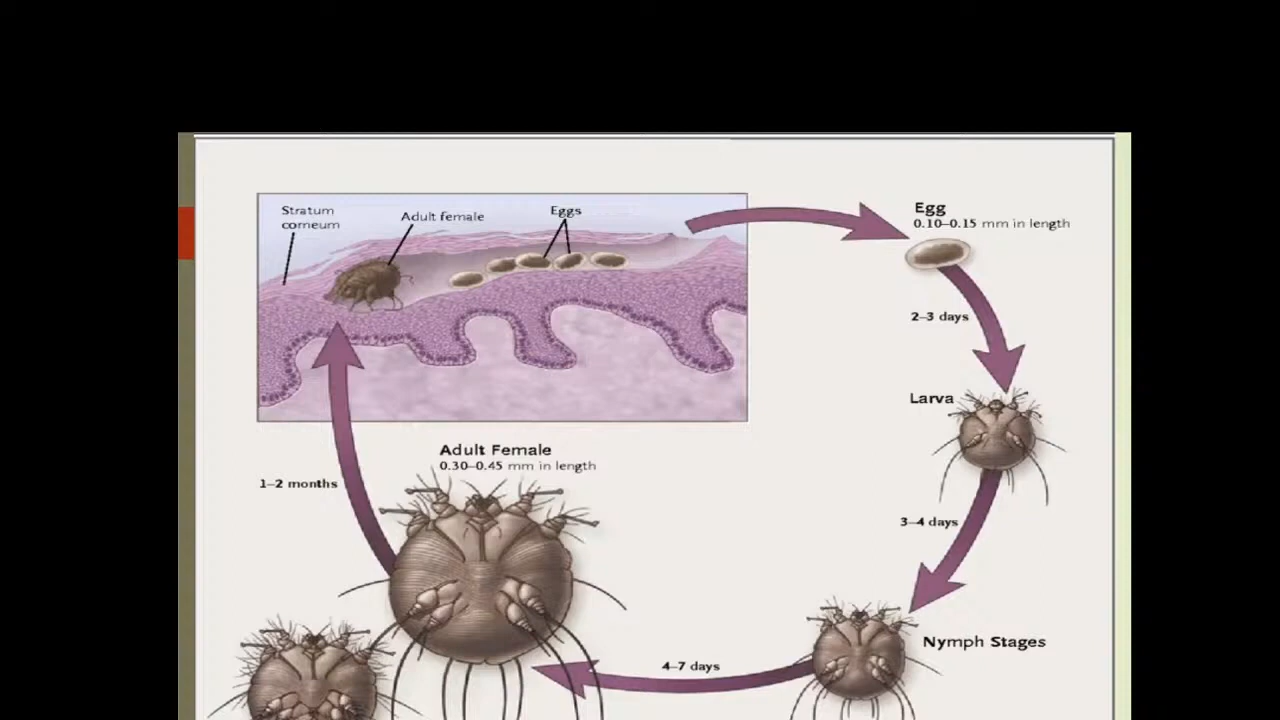 Stratum
corneum
Adult female
Eggs
Egg
0.10–0.15 mm in length
2–3 days
Larva
3–4 days
Nymph Stages
4–7 days
Adult Female
0.30–0.45 mm in length
1–2 months